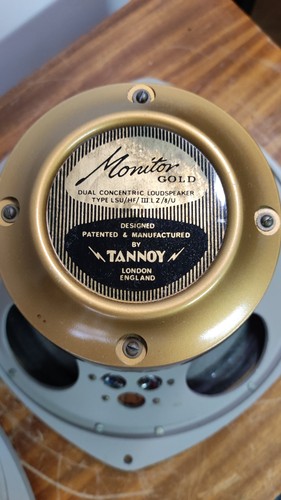 Monitor
GOLD
DUAL CONCENTRIC LOUDSPEAKER
TYPE LSU/HF/III LZ/8/U
DESIGNED
PATENTED & MANUFACTURED
BY
TANNOY
LONDON
ENGLAND